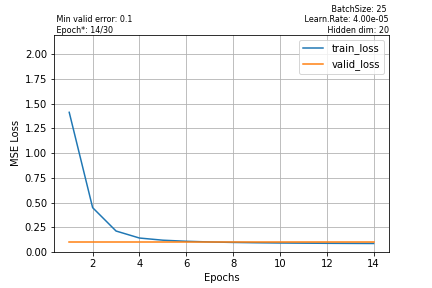 BatchSize: 25
Min valid error: 0.1
Learn.Rate: 4.00e-05
Epoch*: 14/30
Hidden dim: 20
train_loss
valid_loss
2.00
1.75
1.50
1.25
1.00
0.75
0.50
0.25
0.00
MSE Loss
2 4 6 8 10 12 14
Epochs